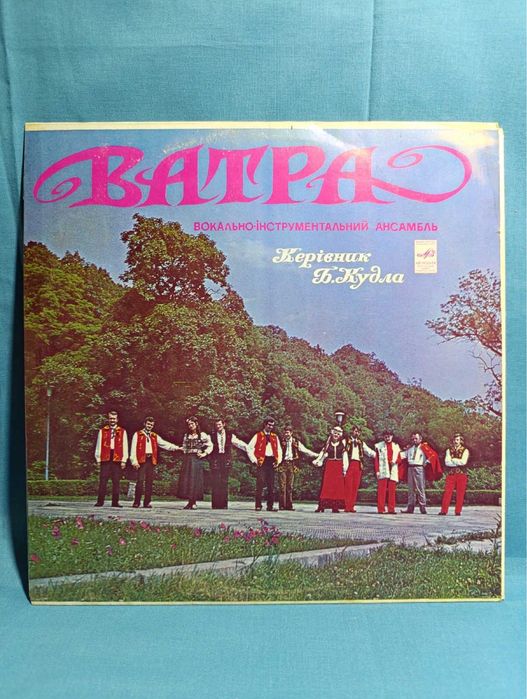 ВАТРА
ВОКАЛЬНО-ІНСТРУМЕНТАЛЬНИЙ АНСАМБЛЬ
Керівник
Б. Кудла